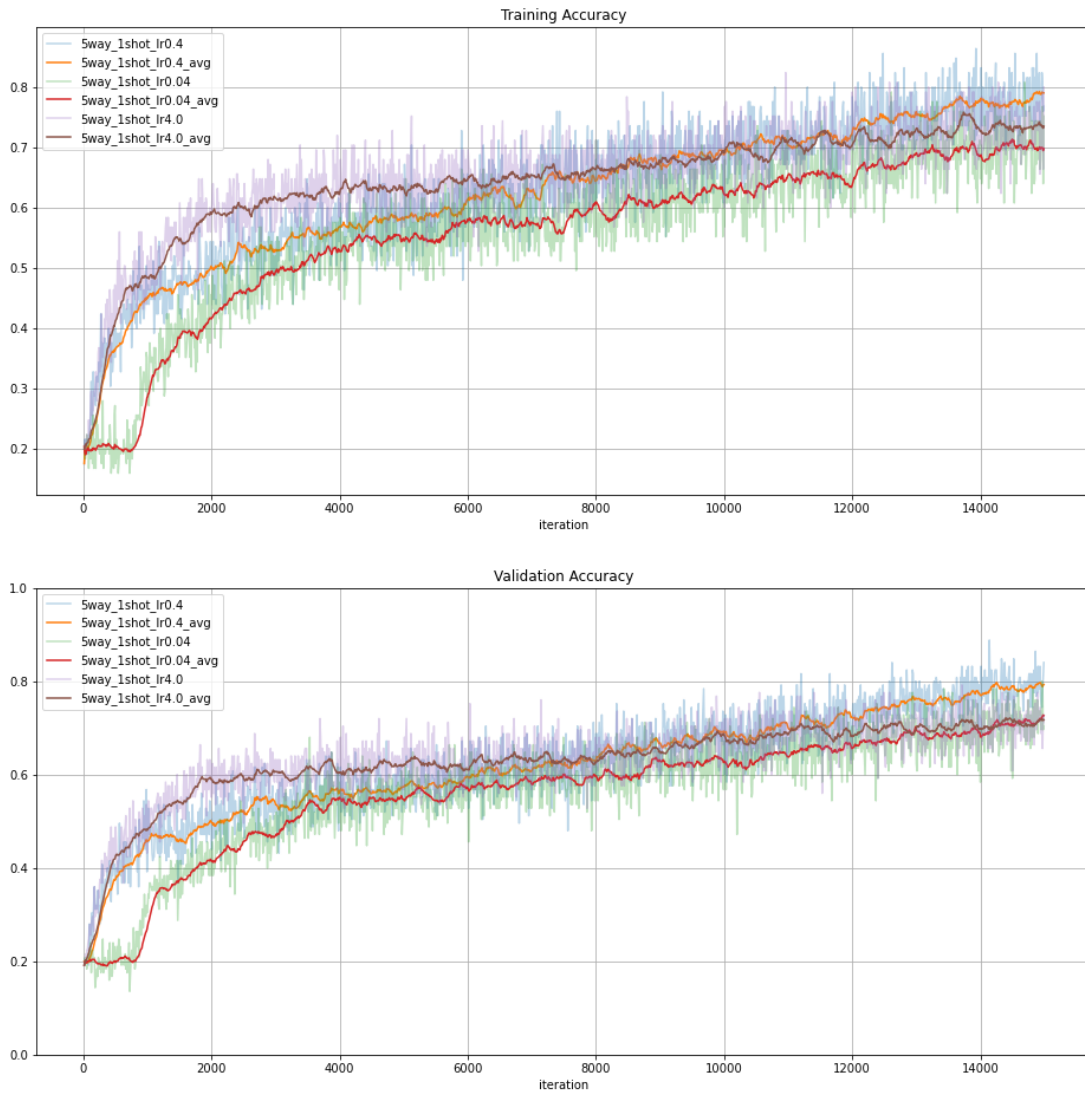 Training Accuracy
5way_1shot_lr0.4
5way_1shot_lr0.4_avg
5way_1shot_lr0.04
5way_1shot_lr0.04_avg
5way_1shot_lr4.0
5way_1shot_lr4.0_avg
0.8
0.7
0.6
0.5
0.4
0.3
0.2
0 2000 4000 6000 8000 10000 12000 14000
iteration
Validation Accuracy
1.0
5way_1shot_lr0.4
5way_1shot_lr0.4_avg
5way_1shot_lr0.04
5way_1shot_lr0.04_avg
5way_1shot_lr4.0
5way_1shot_lr4.0_avg
0.8
0.6
0.4
0.2
0.0
0 2000 4000 6000 8000 10000 12000 14000
iteration